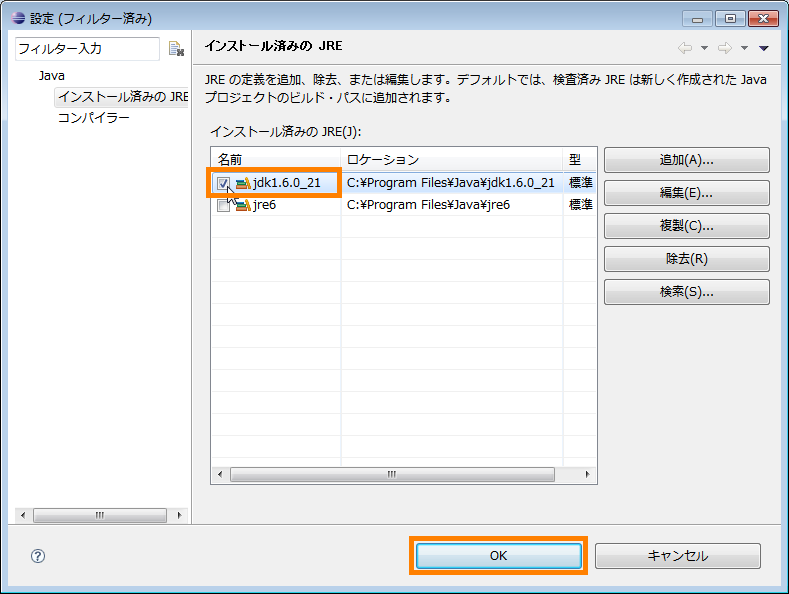 設定 (フィルター済み)
フィルター入力
Java
インストール済みの JRE
コンパイラー
インストール済みの JRE
JRE の定義を追加、除去、または編集します。デフォルトでは、検査済み JRE は新しく作成された Java
プロジェクトのビルド・パスに追加されます。
インストール済みの JRE(J):
名前 ロケーション 型
jdk1.6.0_21 C:¥Program Files¥Java¥jdk1.6.0_21 標準
jre6 C:¥Program Files¥Java¥jre6 標準
追加(A)...
編集(E)...
複製(C)...
除去(R)
検索(S)...
OK
キャンセル